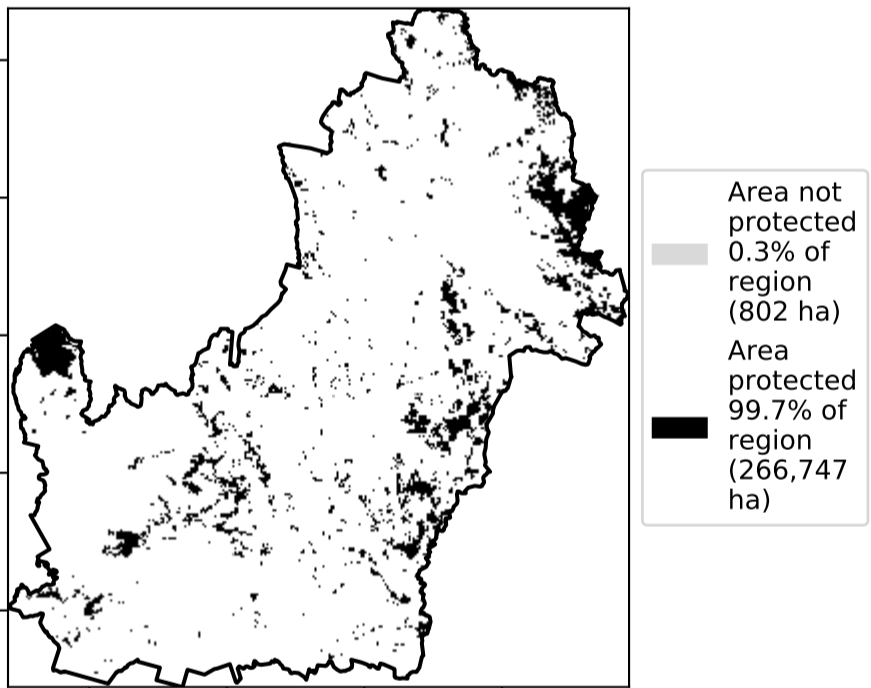 Area not
protected
0.3% of
region
(802 ha)
Area
protected
99.7% of
region
(266,747
ha)